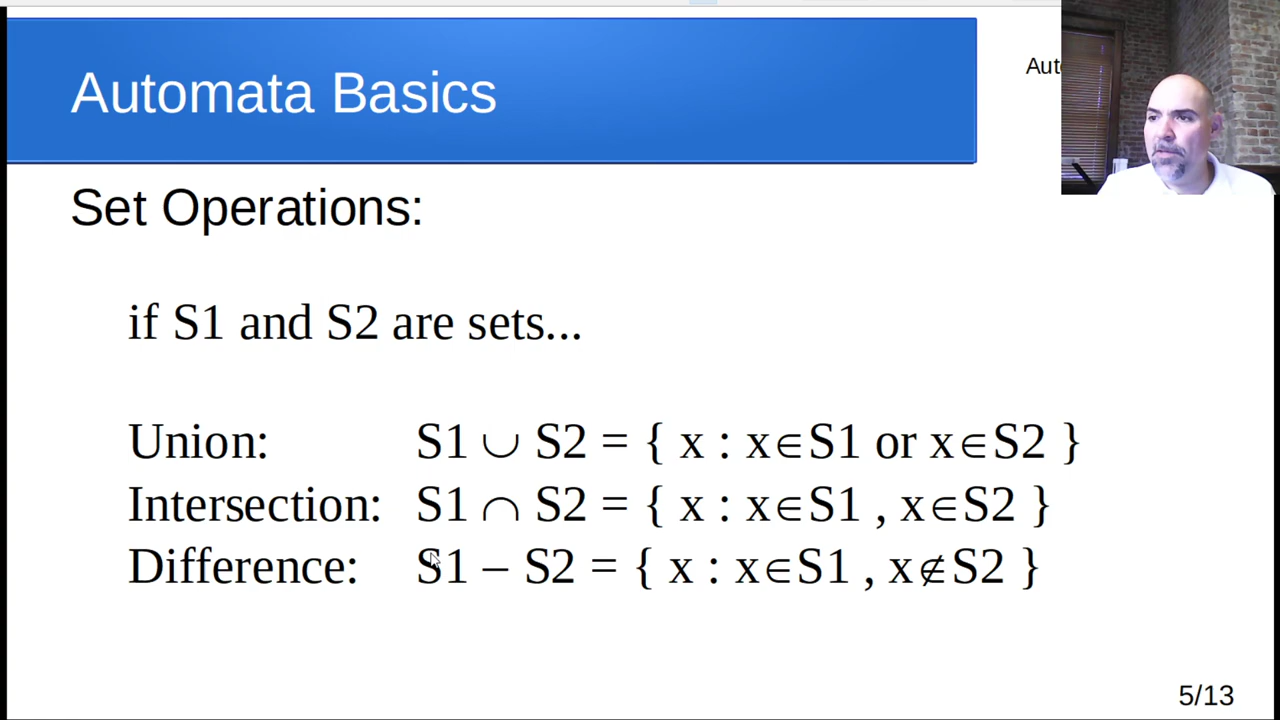 Automata Basics
Set Operations:
if S1 and S2 are sets...
Union: S1 ∪ S2 = { x : x∈S1 or x∈S2 }
Intersection: S1 ∩ S2 = { x : x∈S1 , x∈S2 }
Difference: S1 – S2 = { x : x∈S1 , x∉S2 }
5/13